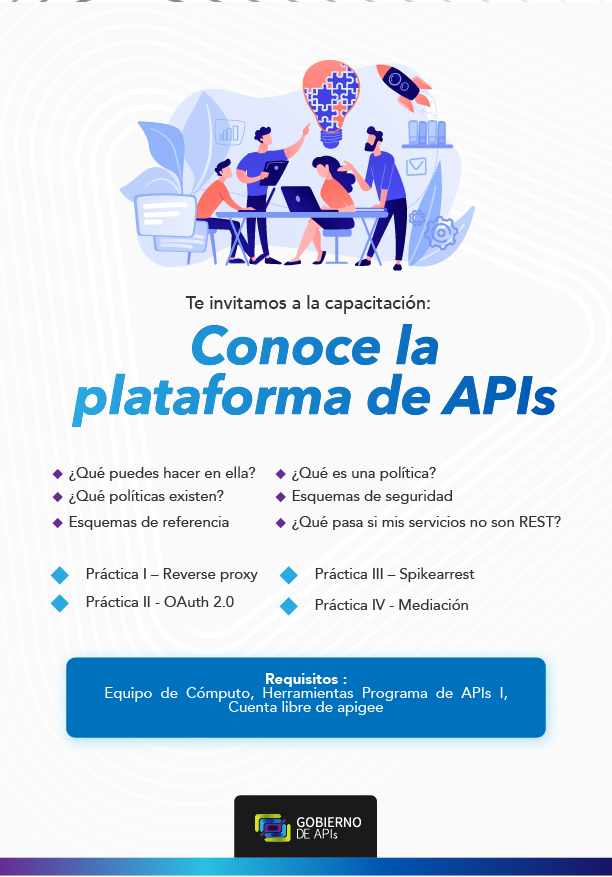 Te invitamos a la capacitación:
Conoce la
plataforma de APIs
¿Qué puedes hacer en ella?
¿Qué políticas existen?
Esquemas de referencia
¿Qué es una política?
Esquemas de seguridad
¿Qué pasa si mis servicios no son REST?
Práctica I – Reverse proxy
Práctica II - OAuth 2.0
Práctica III – Spikearrest
Práctica IV - Mediación
Requisitos :
Equipo de Cómputo, Herramientas Programa de APIs I,
Cuenta libre de apigee
GOBIERNO
DE APIs